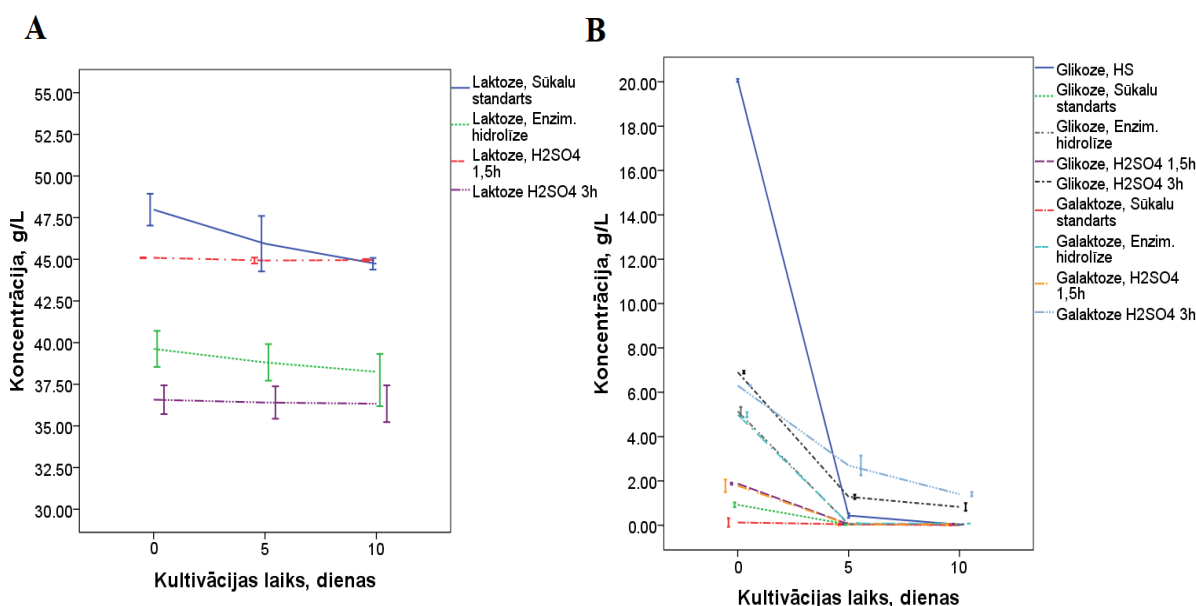 A
Koncentrācija, g/L
55.00
52.50
50.00
47.50
45.00
42.50
40.00
37.50
35.00
32.50
30.00
0
5
10
Kultivācijas laiks, dienas
Laktoze, Sūkalu
standarts
Laktoze, Enzim.
hidrolīze
Laktoze, H2SO4
1,5h
Laktoze H2SO4 3h
B
Koncentrācija, g/L
20.00
18.00
16.00
14.00
12.00
10.00
8.00
6.00
4.00
2.00
0.00
0
5
10
Kultivācijas laiks, dienas
Glikoze, HS
Glikoze, Sūkalu
standarts
Glikoze, Enzim.
hidrolīze
Glikoze, H2SO4 1,5h
Glikoze, H2SO4 3h
Galaktoze, Sūkalu
standarts
Galaktoze, Enzim.
hidrolīze
Galaktoze, H2SO4
1,5h
Galaktoze H2SO4 3h